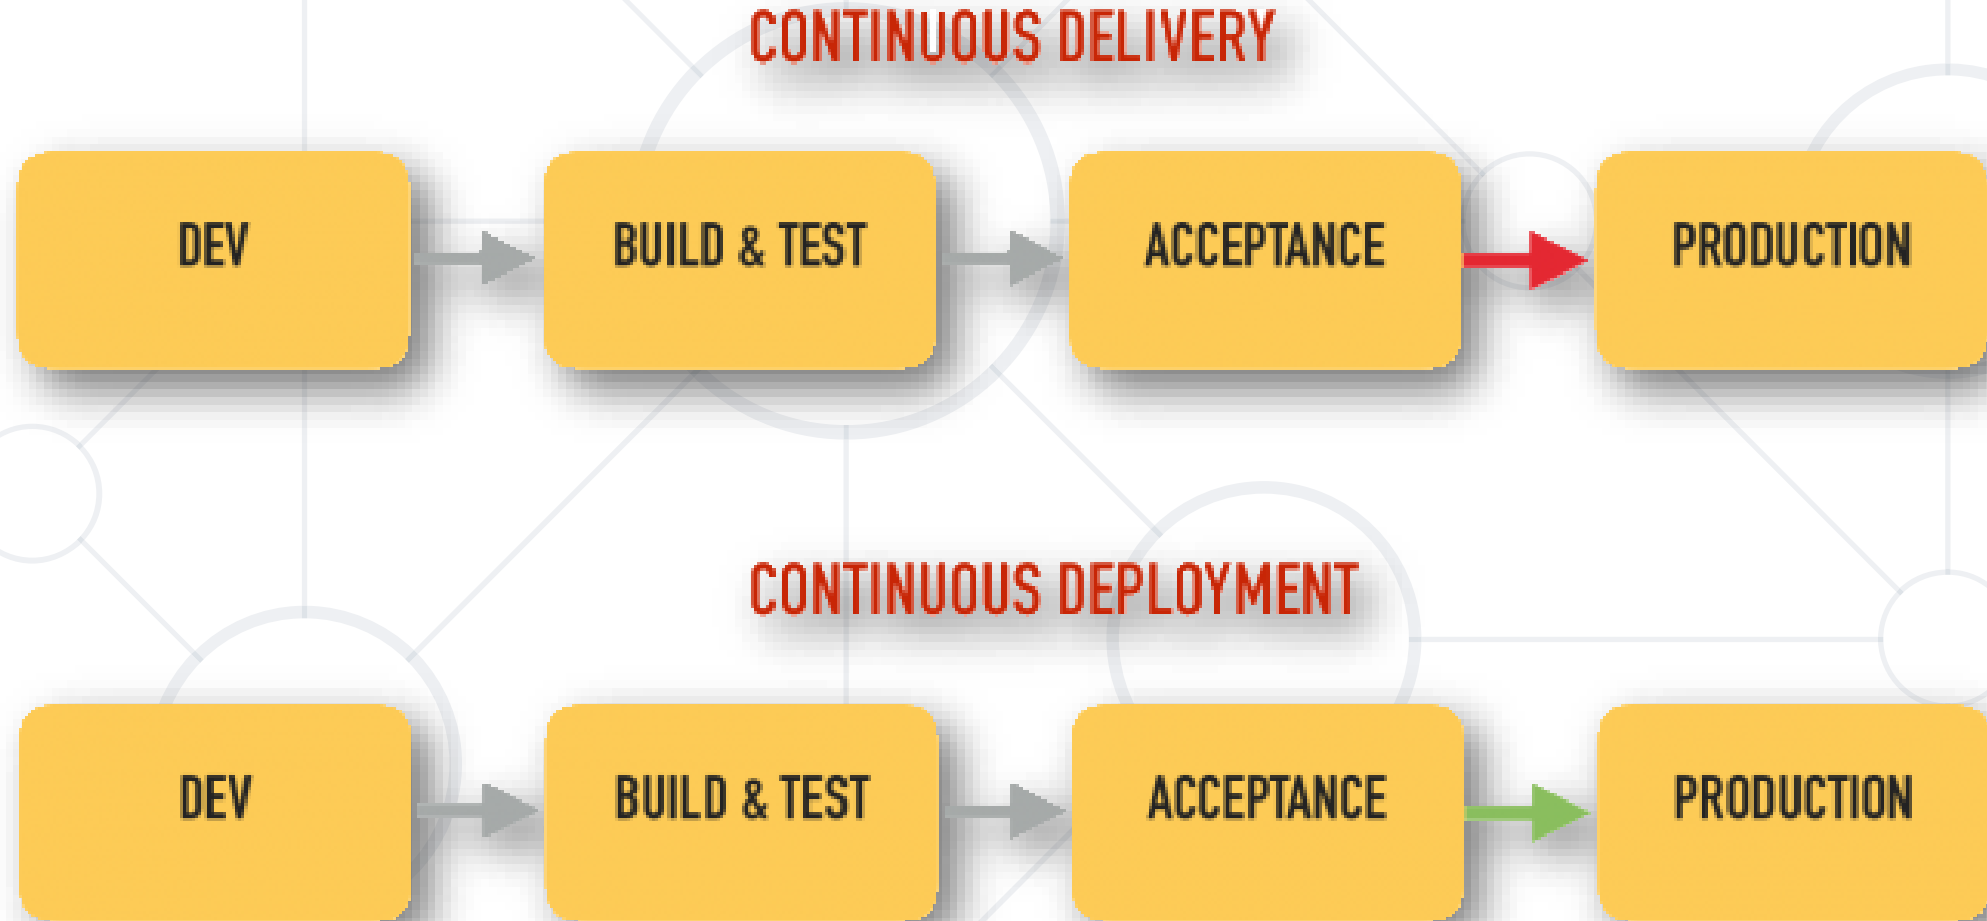 CONTINUOUS DELIVERY
DEV
BUILD & TEST
ACCEPTANCE
PRODUCTION
CONTINUOUS DEPLOYMENT
DEV
BUILD & TEST
ACCEPTANCE
PRODUCTION